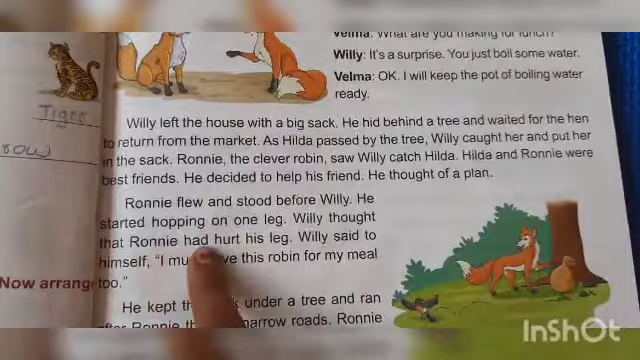 Velma: What are you making for lunch?
Willy: It's a surprise. You just boil some water.
Velma: OK. I will keep the pot of boiling water
ready.
Tiger
row
Willy left the house with a big sack. He hid behind a tree and waited for the hen
to return from the market. As Hilda passed by the tree, Willy caught her and put her
in the sack. Ronnie, the clever robin, saw Willy catch Hilda. Hilda and Ronnie were
best friends. He decided to help his friend. He thought of a plan.
Ronnie flew and stood before Willy. He
started hopping on one leg. Willy thought
that Ronnie had hurt his leg. Willy said to
himself, "I mu ve this robin for my meal
too."
Now arrang
He kept th k under a tree and ran
after Ronnie th narrow roads. Ronnie
InShOt